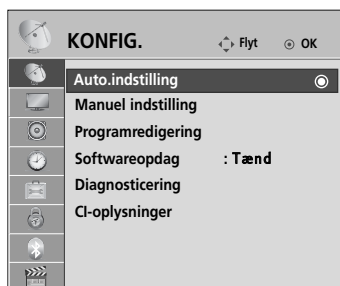 KONFIG. Flyt OK
Auto.indstilling
Manuel indstilling
Programredigering
Softwareopdag : Tænd
Diagnosticering
CI-oplysninger